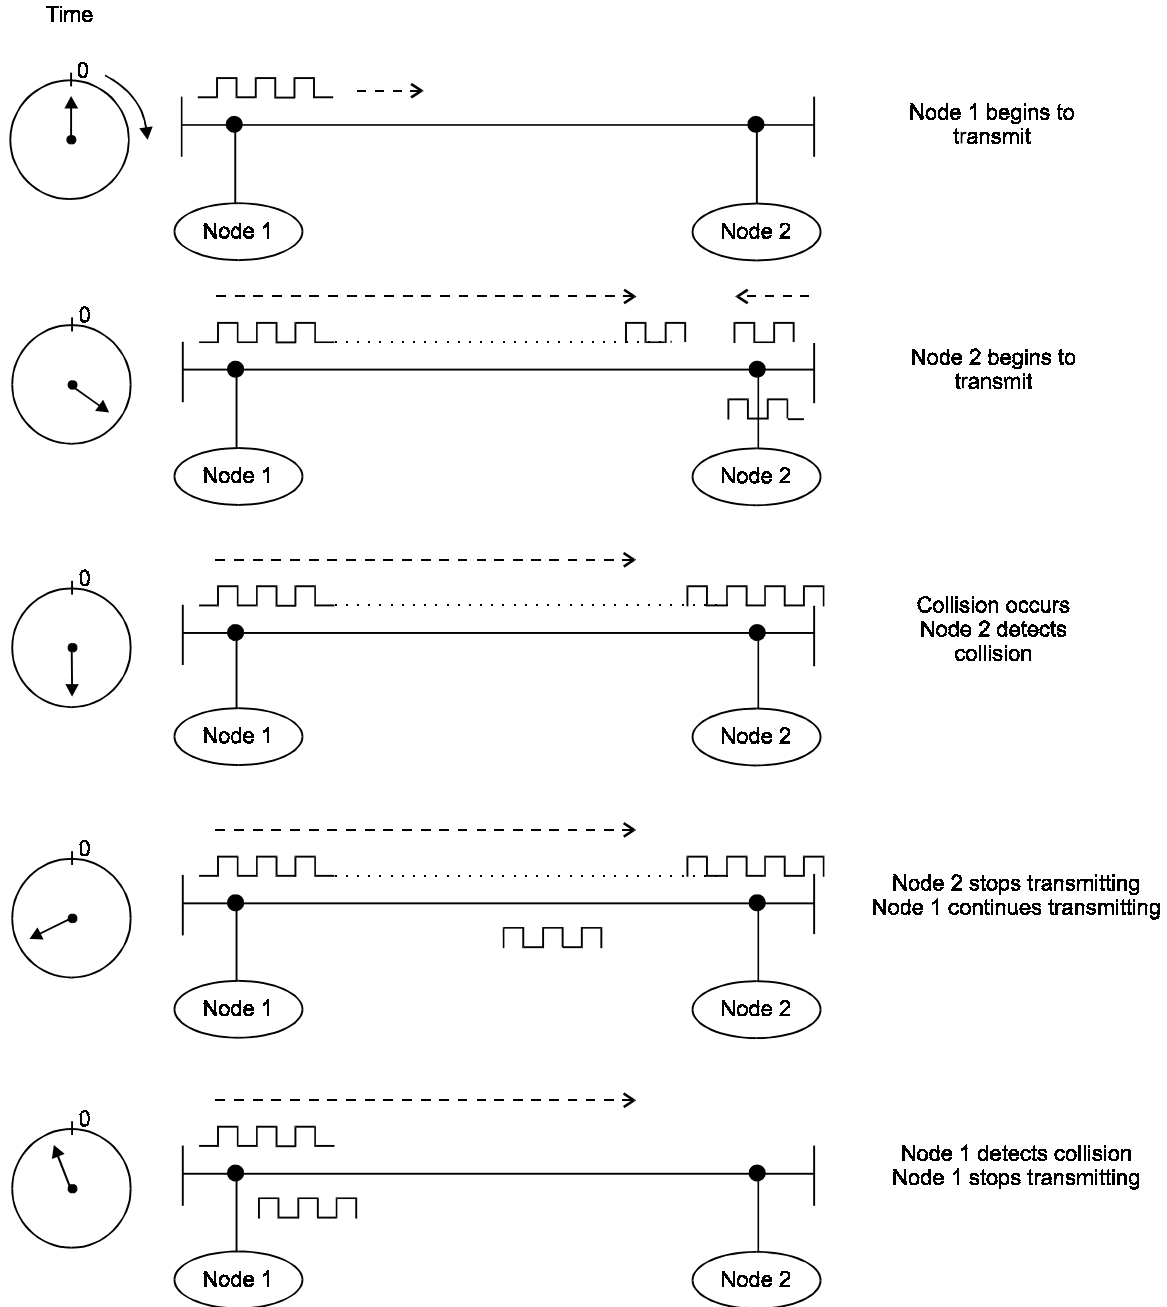 Time
0
Node 1 begins to
transmit
Node 1
Node 2
0
Node 2 begins to
transmit
Node 1
Node 2
0
Collision occurs
Node 2 detects
collision
Node 1
Node 2
0
Node 2 stops transmitting
Node 1 continues transmitting
Node 1
Node 2
0
Node 1 detects collision
Node 1 stops transmitting
Node 1
Node 2